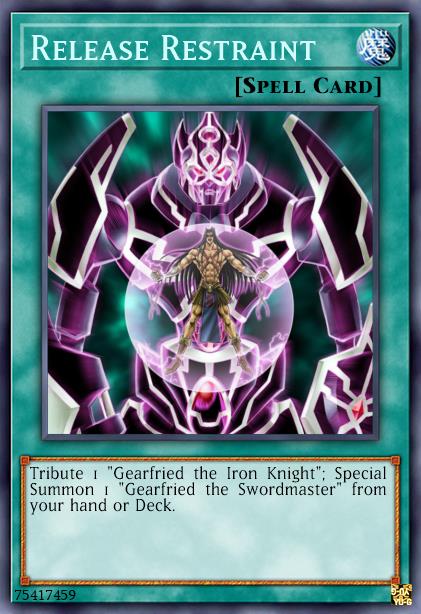 Release Restraint
[Spell Card]
Tribute 1 "Gearfried the Iron Knight"; Special
Summon 1 "Gearfried the Swordmaster" from
your hand or Deck.
75417459